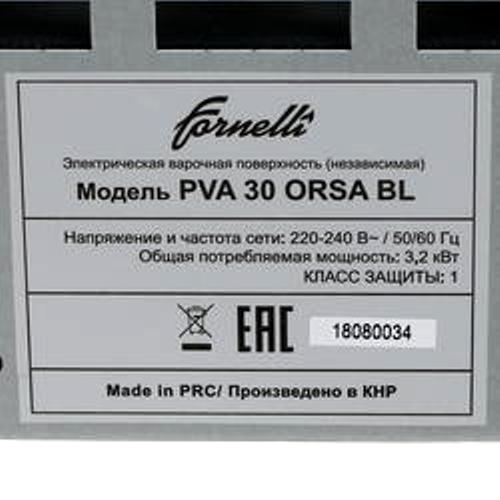 Fornelli
Электрическая варочная поверхность (независимая)
Модель PVA 30 ORSA BL
Напряжение и частота сети: 220-240 В~ / 50/60 Гц
Общая потребляемая мощность: 3,2 кВт
КЛАСС ЗАЩИТЫ: 1
EAC 18080034
Made in PRC/ Произведено в КНР